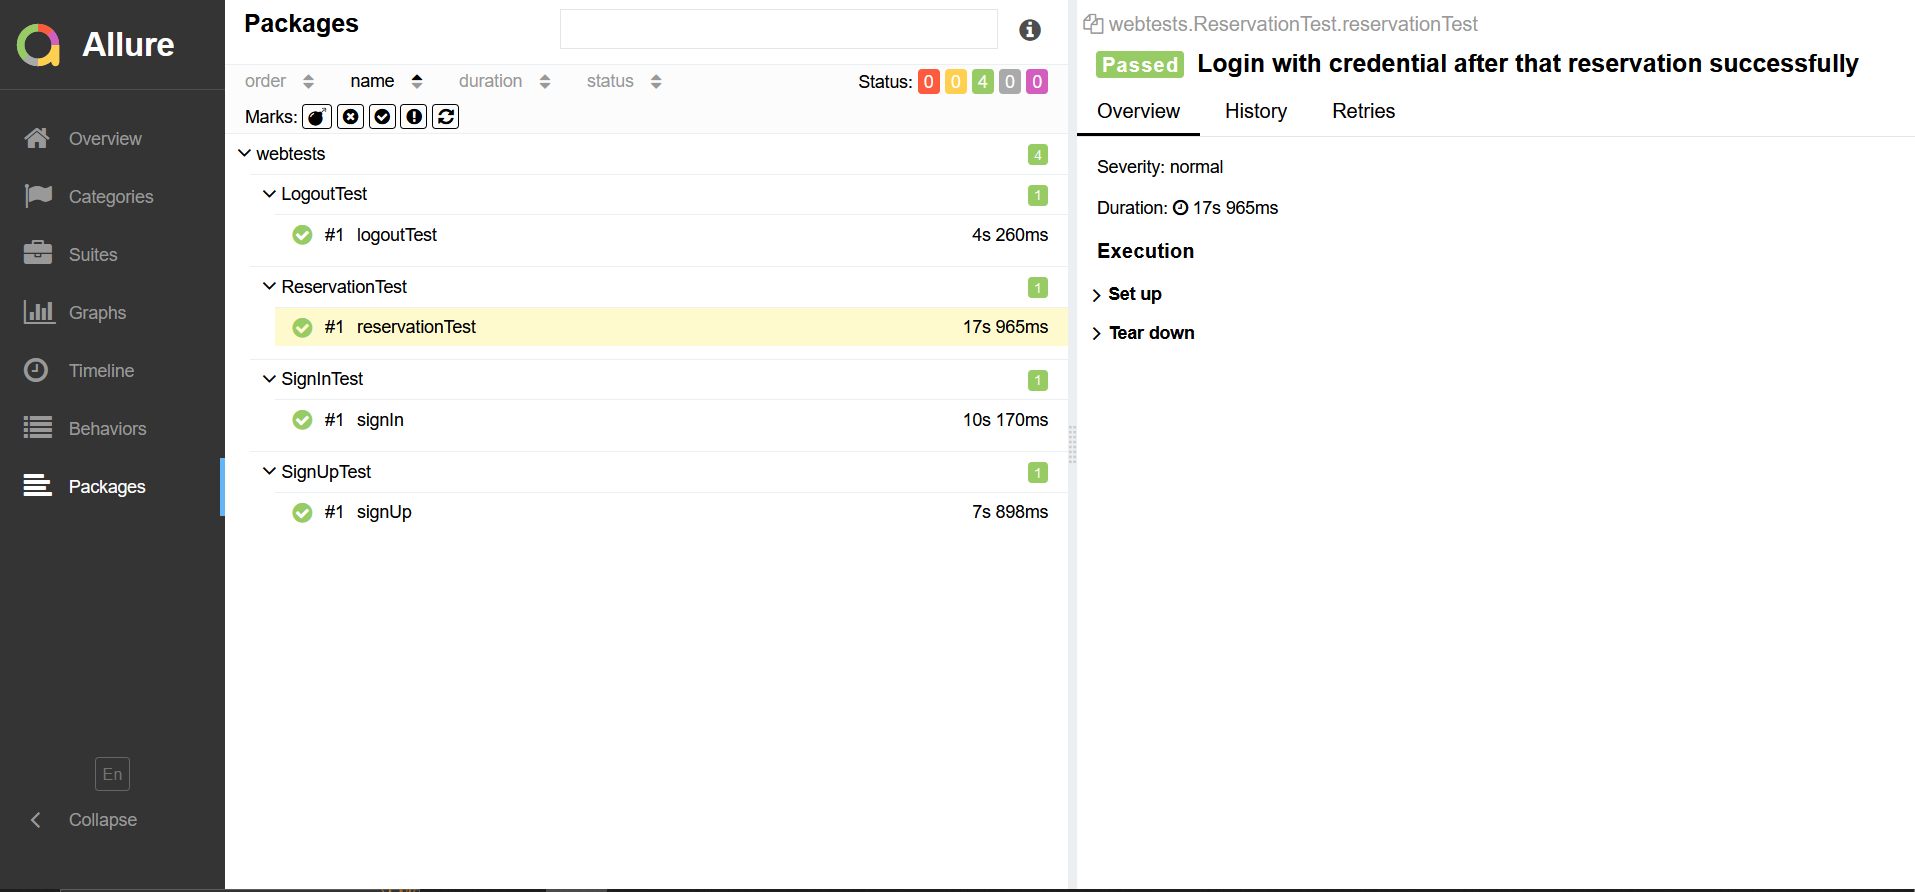 Allure
Overview
Categories
Suites
Graphs
Timeline
Behaviors
Packages
En
Collapse
Packages
order name duration status Status: 0 0 4 0 0
Marks:
webtests 4
LogoutTest 1
#1 logoutTest 4s 260ms
ReservationTest 1
#1 reservationTest 17s 965ms
SignInTest 1
#1 signIn 10s 170ms
SignUpTest 1
#1 signUp 7s 898ms
webtests.ReservationTest.reservationTest
Passed Login with credential after that reservation successfully
Overview History Retries
Severity: normal
Duration: 17s 965ms
Execution
Set up
Tear down